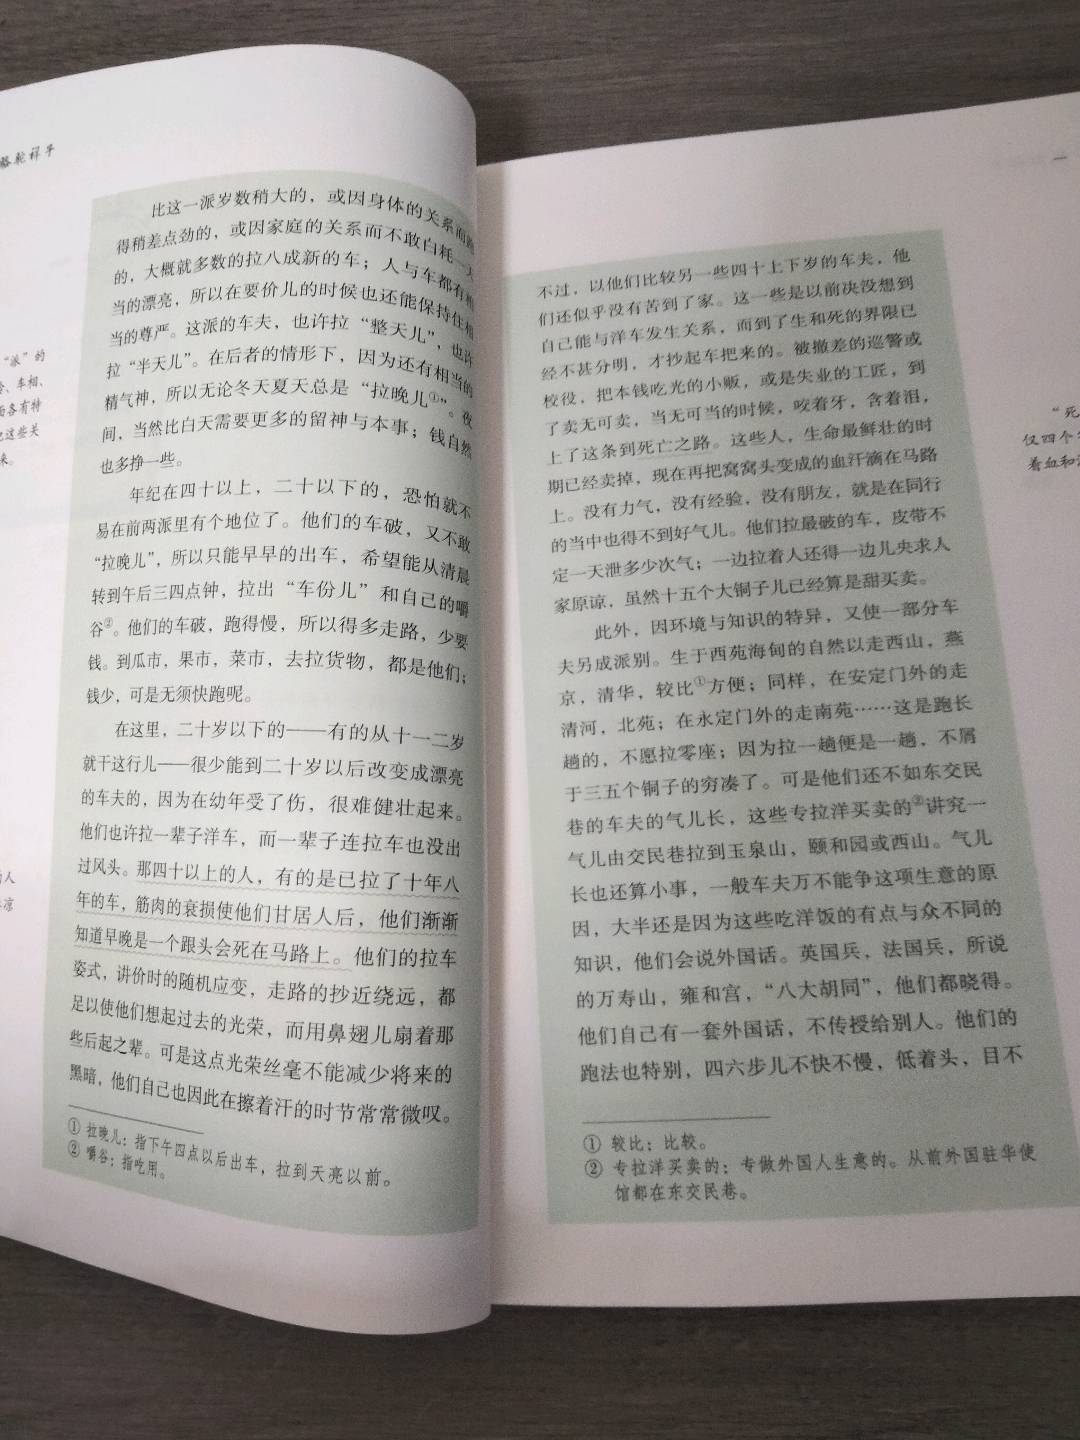 骆驼祥子
“派”的
、车相、
面各有特
些关
来。
人
凉
比这一派岁数稍大的，或因身体的关系而跑
得稍差点劲的，或因家庭的关系而不敢白耗一天
的，大概就多数的拉八成新的车；人与车都有相
当的漂亮，所以在要价儿的时候也还能保持住相
当的尊严。这派的车夫，也许拉“整天儿”，也许
拉“半天儿”。在后者的情形下，因为还有相当的
精气神，所以无论冬天夏天总是“拉晚儿①”。夜
间，当然比白天需要更多的留神与本事；钱自然
也多挣一些。
年纪在四十以上，二十以下的，恐怕就不
易在前两派里有个地位了。他们的车破，又不敢
“拉晚儿”，所以只能早早的出车，希望能从清晨
转到午后三四点钟，拉出“车份儿”和自己的嚼
谷②。他们的车破，跑得慢，所以得多走路，少要
钱。到瓜市，果市，菜市，去拉货物，都是他们；
钱少，可是无须快跑呢。
在这里，二十岁以下的——有的从十一二岁
就干这行儿——很少能到二十岁以后改变成漂亮
的车夫的，因为在幼年受了伤，很难健壮起来。
他们也许拉一辈子洋车，而一辈子连拉车也没出
过风头。那四十以上的人，有的是已拉了十年八
年的车，筋肉的衰损使他们甘居人后，他们渐渐
知道早晚是一个跟头会死在马路上。他们的拉车
姿式，讲价时的随机应变，走路的抄近绕远，都
足以使他们想起过去的光荣，而用鼻翅儿扇着那
些后起之辈。可是这点光荣丝毫不能减少将来的
黑暗，他们自己也因此在擦着汗的时节常常微叹。
① 拉晚儿：指下午四点以后出车，拉到天亮以前。
② 嚼谷：指吃用。
一
不过，以他们比较另一些四十上下岁的车夫，他
们还似乎没有苦到了家。这一些是以前决没想到
自己能与洋车发生关系，而到了生和死的界限已
经不甚分明，才抄起车把来的。被撤差的巡警或
校役，把本钱吃光的小贩，或是失业的工匠，到
了卖无可卖，当无可当的时候，咬着牙，含着泪，
上了这条到死亡之路。这些人，生命最鲜壮的时
期已经卖掉，现在再把窝窝头变成的血汗滴在马路
上。没有力气，没有经验，没有朋友，就是在同行
的当中也得不到好气儿。他们拉最破的车，皮带不
定一天泄多少次气；一边拉着人还得一边儿央求人
家原谅，虽然十五个大铜子儿已经算是甜买卖。
此外，因环境与知识的特异，又使一部分车
夫另成派别。生于西苑海甸的自然以走西山，燕
京，清华，较比①方便；同样，在安定门外的走
清河，北苑；在永定门外的走南苑……这是跑长
趟的，不愿拉零座；因为拉一趟便是一趟，不屑
于三五个铜子的穷凑了。可是他们还不如东交民
巷的车夫的气儿长，这些专拉洋买卖的②讲究一
气儿由交民巷拉到玉泉山，颐和园或西山。气儿
长也还算小事，一般车夫万不能争这项生意的原
因，大半还是因为这些吃洋饭的有点与众不同的
知识，他们会说外国话。英国兵，法国兵，所说
的万寿山，雍和宫，“八大胡同”，他们都晓得。
他们自己有一套外国话，不传授给别人。他们的
跑法也特别，四六步儿不快不慢，低着头，目不
① 较比：比较。
② 专拉洋买卖的：专做外国人生意的。从前外国驻华使
馆都在东交民巷。
“死
仅四个
着血和